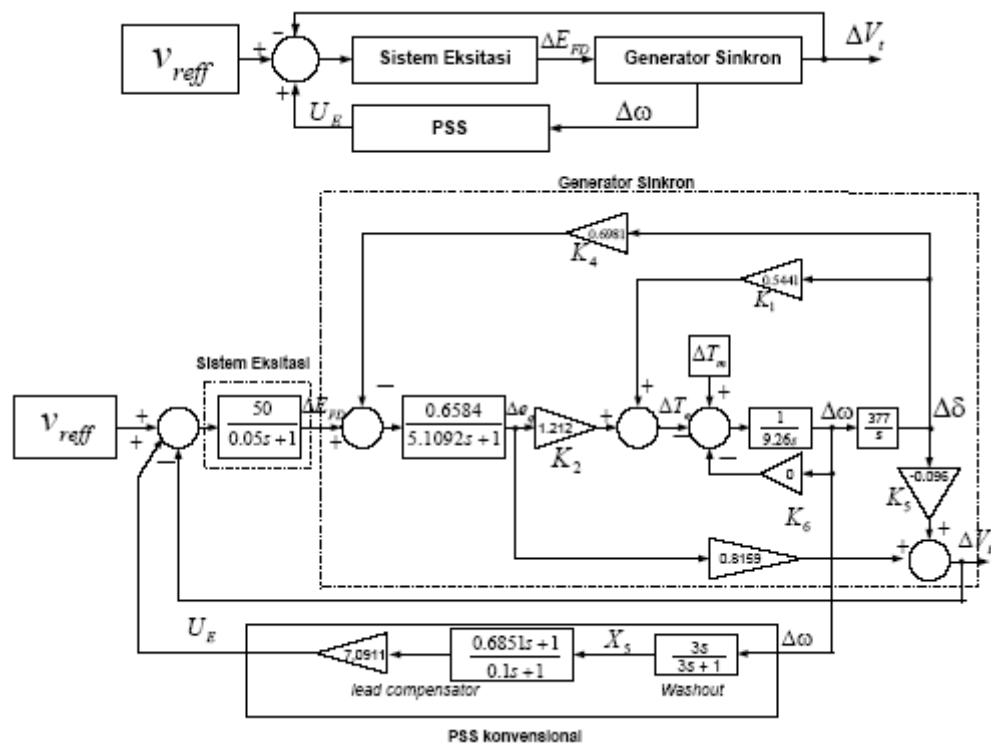 v_reff
+
−
+
Sistem Eksitasi
ΔE_FD
Generator Sinkron
ΔV_t
U_E
PSS
Δω
Generator Sinkron
0.6981
K_4
0.5441
K_1
Sistem Eksitasi
ΔT_m
v_reff
+
+
−
50
0.05s + 1
ΔE_FD
−
+
0.6584
5.1092s + 1
Δe_q
1.212
K_2
+
+
ΔT_e
−
+
−
1
9.26s
Δω
377
s
Δδ
0
K_6
-0.096
K_5
0.8159
+
+
ΔV_t
U_E
7.0911
0.6851s + 1
0.1s + 1
X_5
3s
3s + 1
Δω
lead compensator
Washout
PSS konvensional